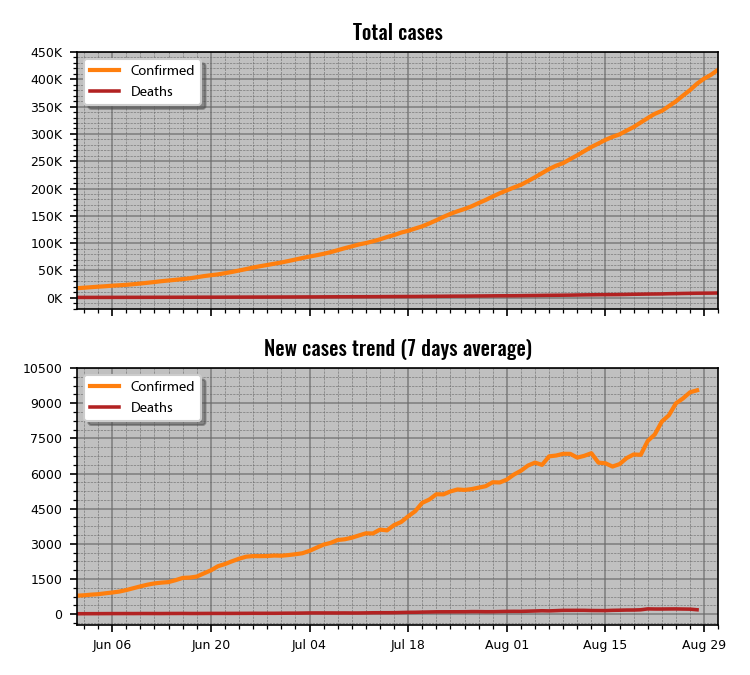 Total cases
450K
400K
350K
300K
250K
200K
150K
100K
50K
0K
Confirmed
Deaths
New cases trend (7 days average)
10500
9000
7500
6000
4500
3000
1500
0
Confirmed
Deaths
Jun 06 Jun 20 Jul 04 Jul 18 Aug 01 Aug 15 Aug 29